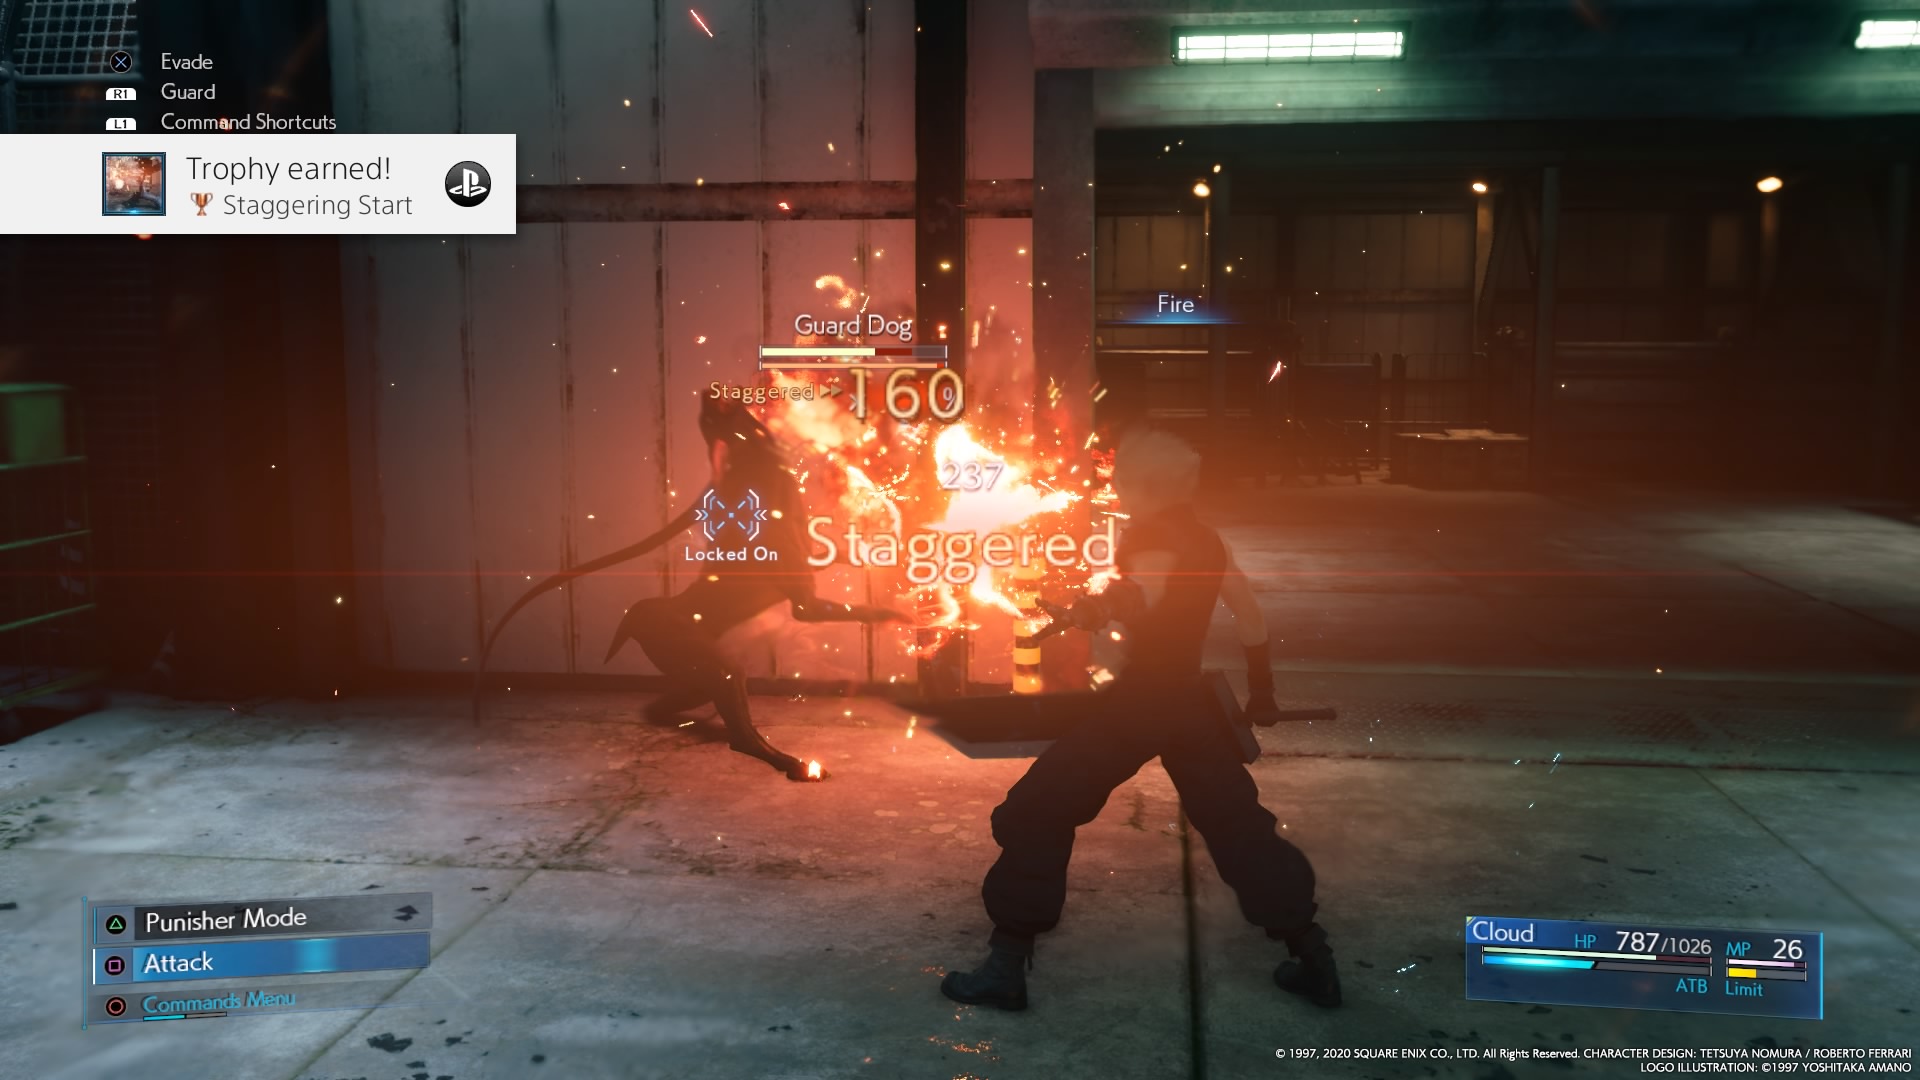 Evade
R1 Guard
L1 Command Shortcuts
Trophy earned!
Staggering Start
Fire
Guard Dog
Staggered 160%
237
Staggered
Locked On
Punisher Mode
Attack
Commands Menu
Cloud HP 787/1026 MP 26
ATB Limit
© 1997, 2020 SQUARE ENIX CO., LTD. All Rights Reserved. CHARACTER DESIGN: TETSUYA NOMURA / ROBERTO FERRARI
LOGO ILLUSTRATION: ©1997 YOSHITAKA AMANO